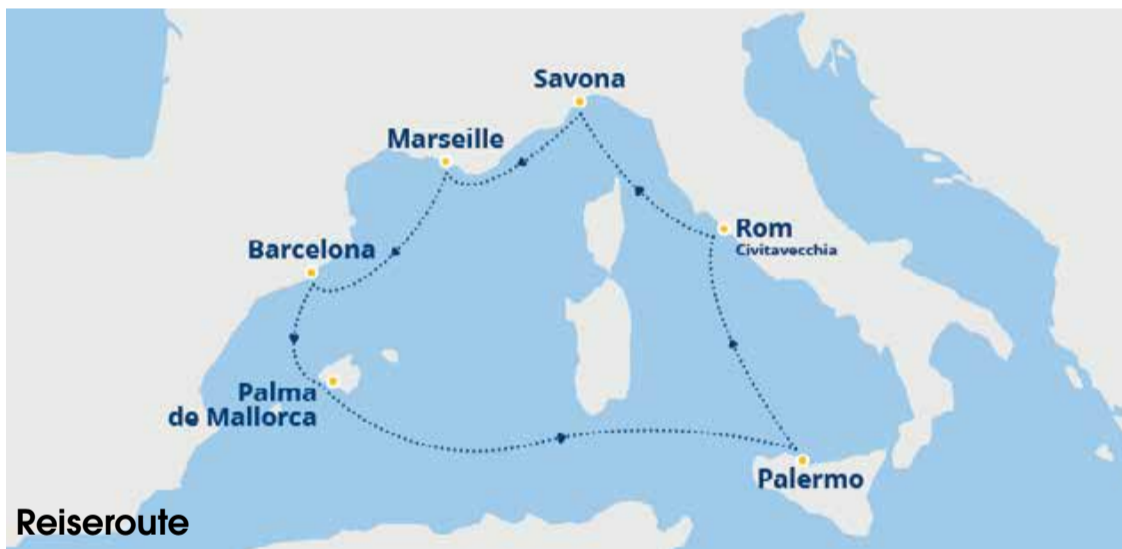 Savona
Marseille
Rom
Civitavecchia
Barcelona
Palma
de Mallorca
Palermo
Reiseroute